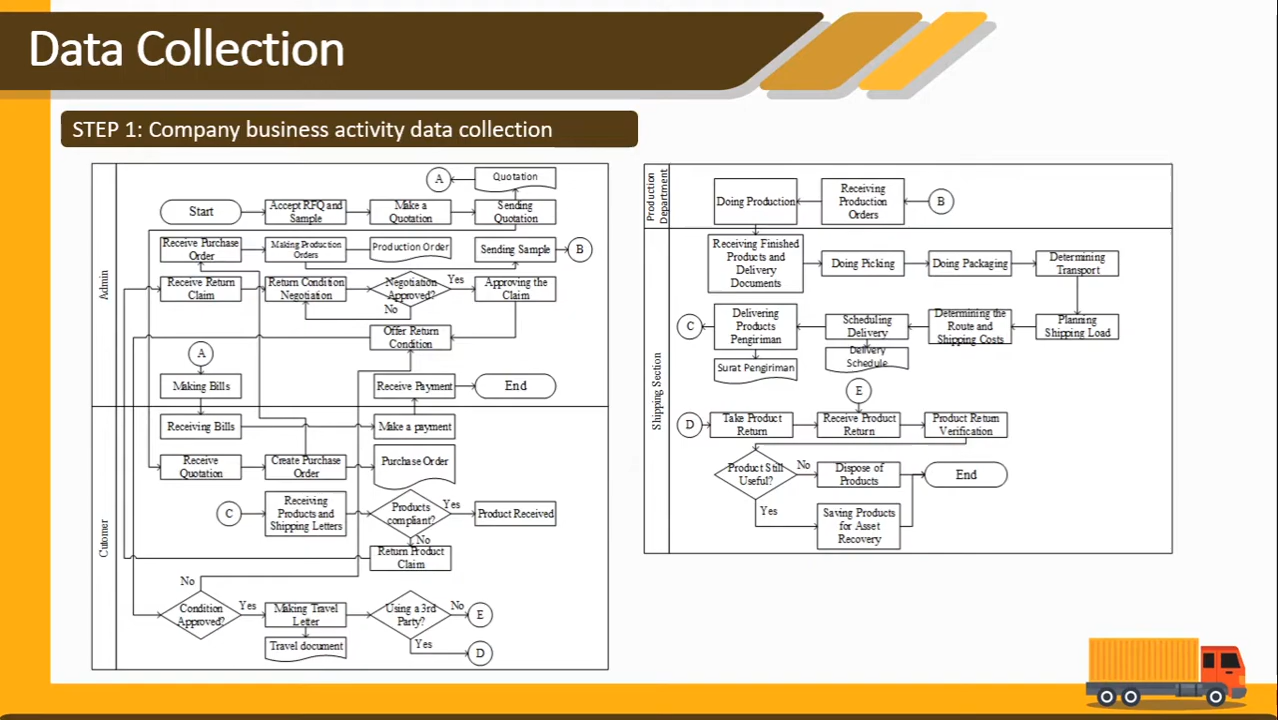 Data Collection
STEP 1: Company business activity data collection
Admin
A
Quotation
Start
Accept RFQ and
Sample
Make a
Quotation
Sending
Quotation
Receive Purchase
Order
Making Production
Orders
Production Order
Sending Sample
B
Receive Return
Claim
Return Condition
Negotiation
Negotiation
Approved?
Yes
No
Approving the
Claim
Offer Return
Condition
A
Making Bills
Receive Payment
End
Cutomer
Receiving Bills
Make a payment
Receive
Quotation
Create Purchase
Order
Purchase Order
C
Receiving
Products and
Shipping Letters
Products
compliant?
Yes
No
Product Received
Return Product
Claim
No
Condition
Approved?
Yes
Making Travel
Letter
Travel document
Using a 3rd
Party?
No
E
Yes
D
Production
Department
Doing Production
Receiving
Production
Orders
B
Shipping Section
Receiving Finished
Products and
Delivery
Documents
Doing Picking
Doing Packaging
Determining
Transport
C
Delivering
Products
Pengiriman
Surat Pengiriman
Scheduling
Delivery
Delivery
Schedule
Determining the
Route and
Shipping Costs
Planning
Shipping Load
E
D
Take Product
Return
Receive Product
Return
Product Return
Verification
Product Still
Useful?
No
Dispose of
Products
End
Yes
Saving Products
for Asset
Recovery